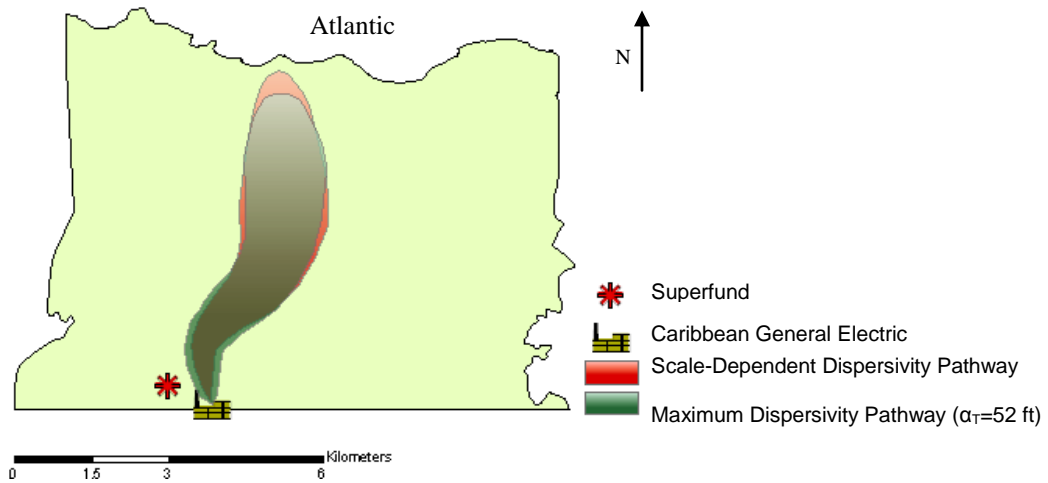 Atlantic
N
Superfund
Caribbean General Electric
Scale-Dependent Dispersivity Pathway
Maximum Dispersivity Pathway (αT=52 ft)
Kilometers
0 1.5 3 6